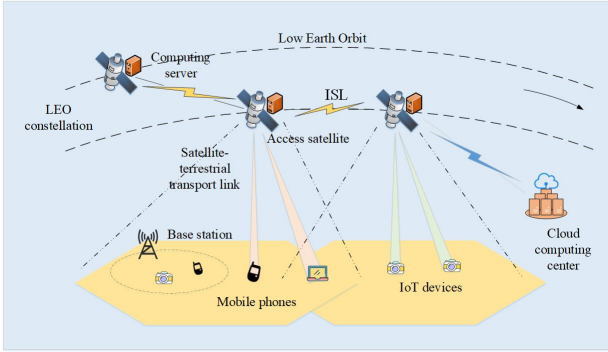 Low Earth Orbit
Computing
server
ISL
LEO
constellation
Access satellite
Satellite-
terrestrial
transport link
Base station
Cloud
computing
center
IoT devices
Mobile phones